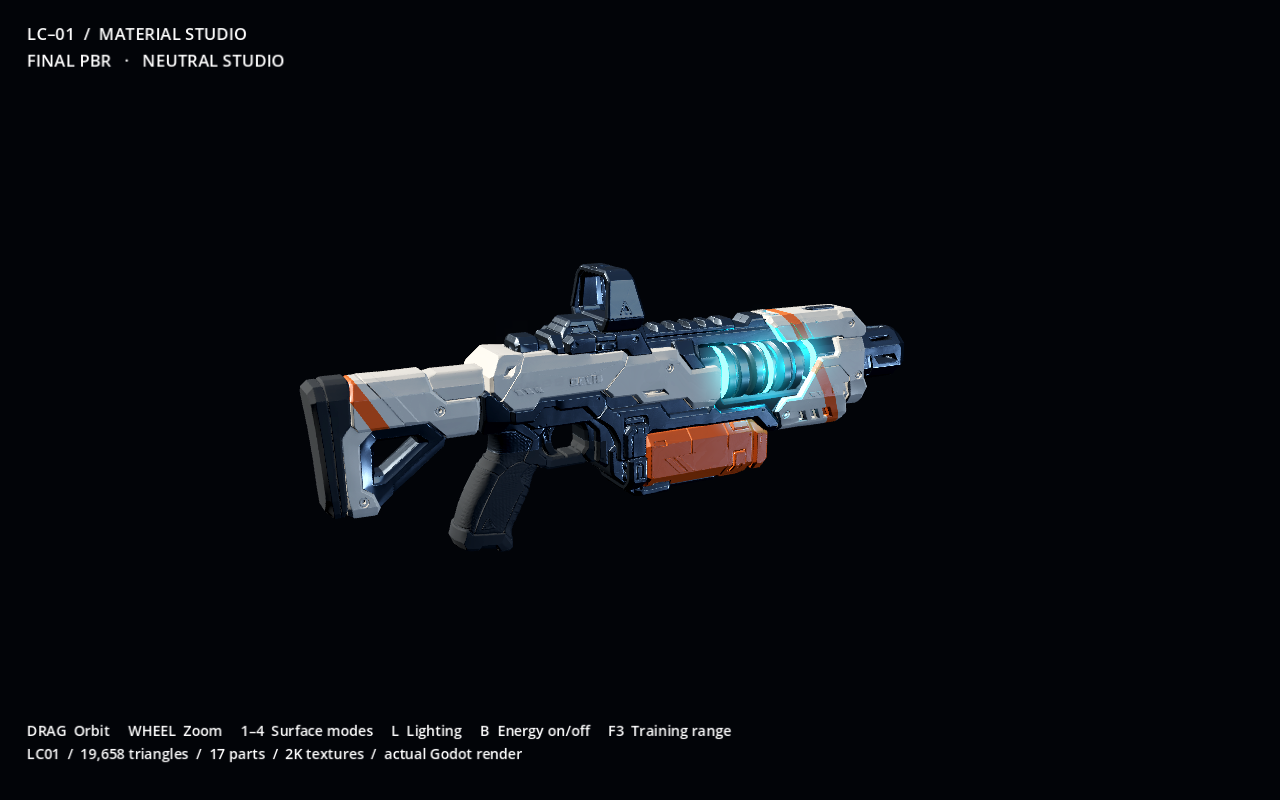 LC–01 / MATERIAL STUDIO
FINAL PBR · NEUTRAL STUDIO
DRAG Orbit WHEEL Zoom 1–4 Surface modes L Lighting B Energy on/off F3 Training range
LC01 / 19,658 triangles / 17 parts / 2K textures / actual Godot render